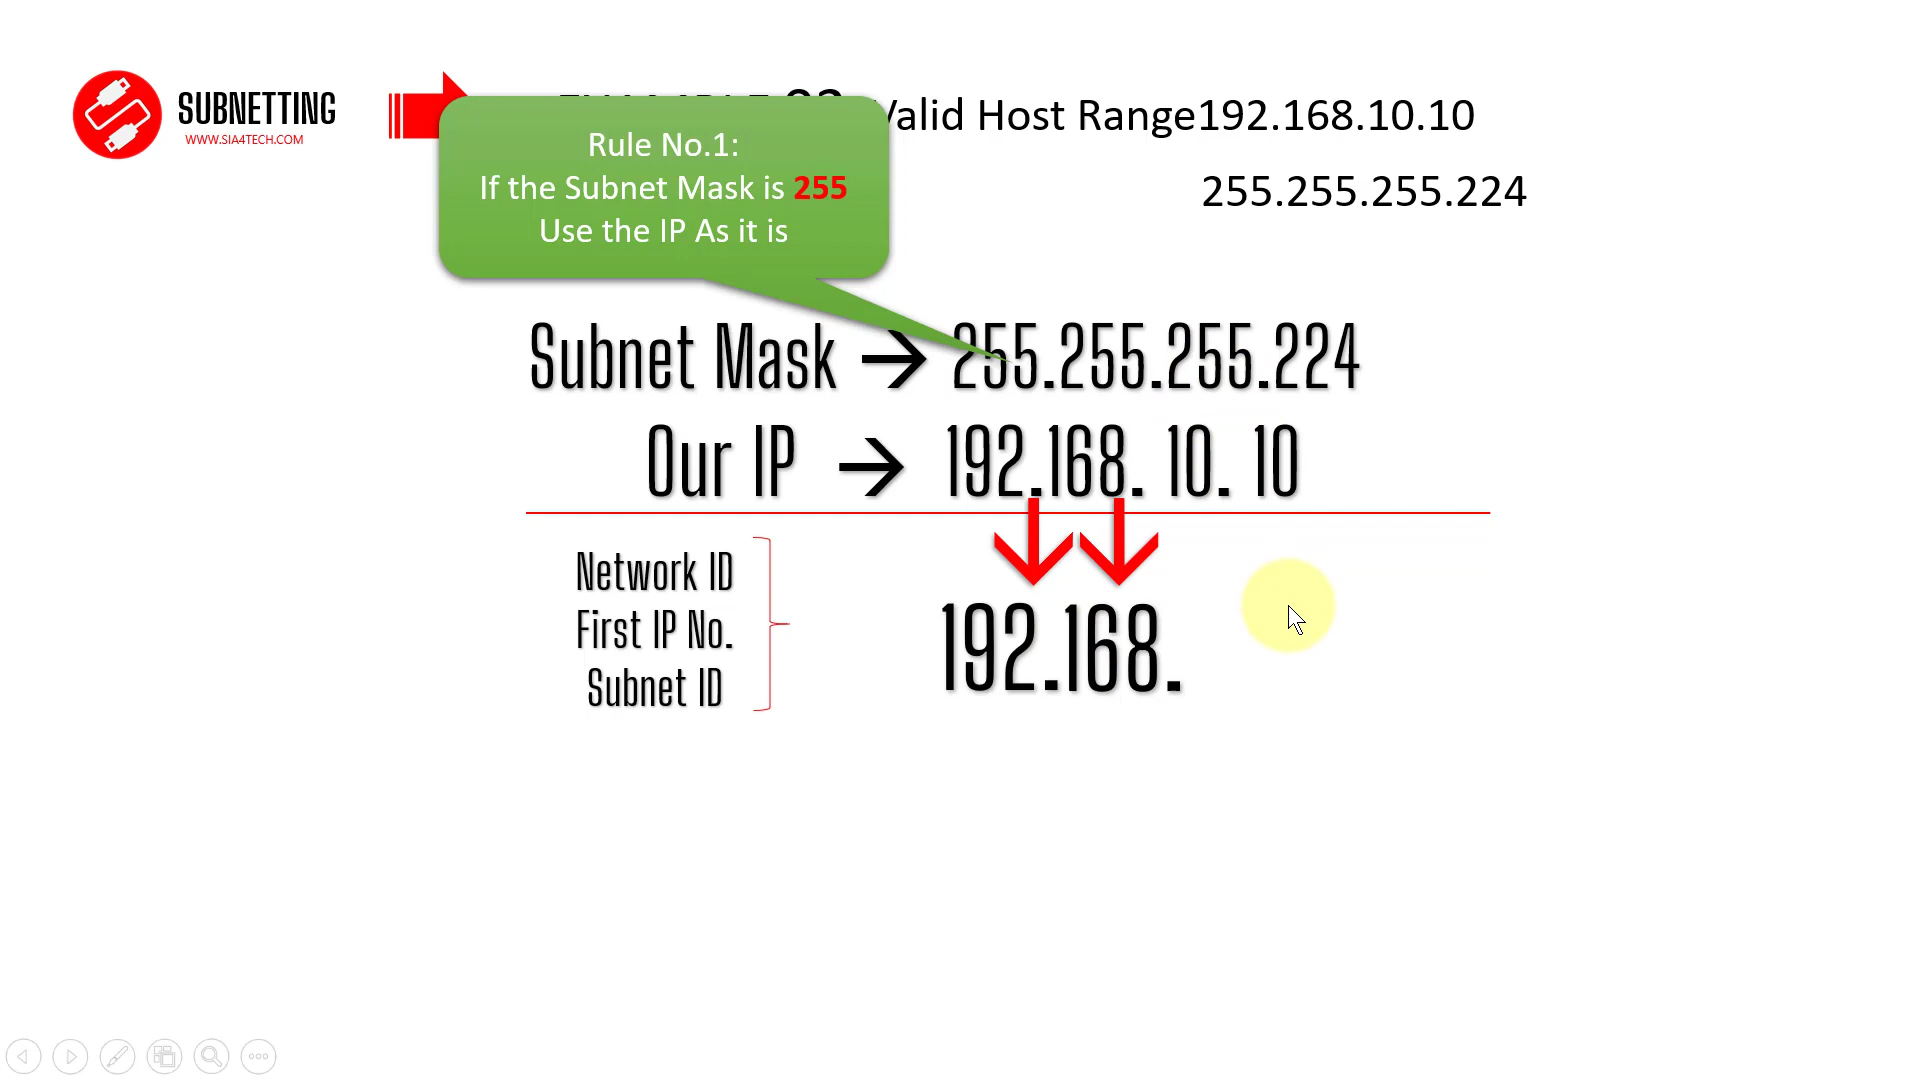 SUBNETTING
WWW.SIA4TECH.COM
Valid Host Range192.168.10.10
255.255.255.224
Rule No.1:
If the Subnet Mask is 255
Use the IP As it is
Subnet Mask → 255.255.255.224
Our IP → 192.168. 10. 10
Network ID
First IP No.
Subnet ID
192.168.